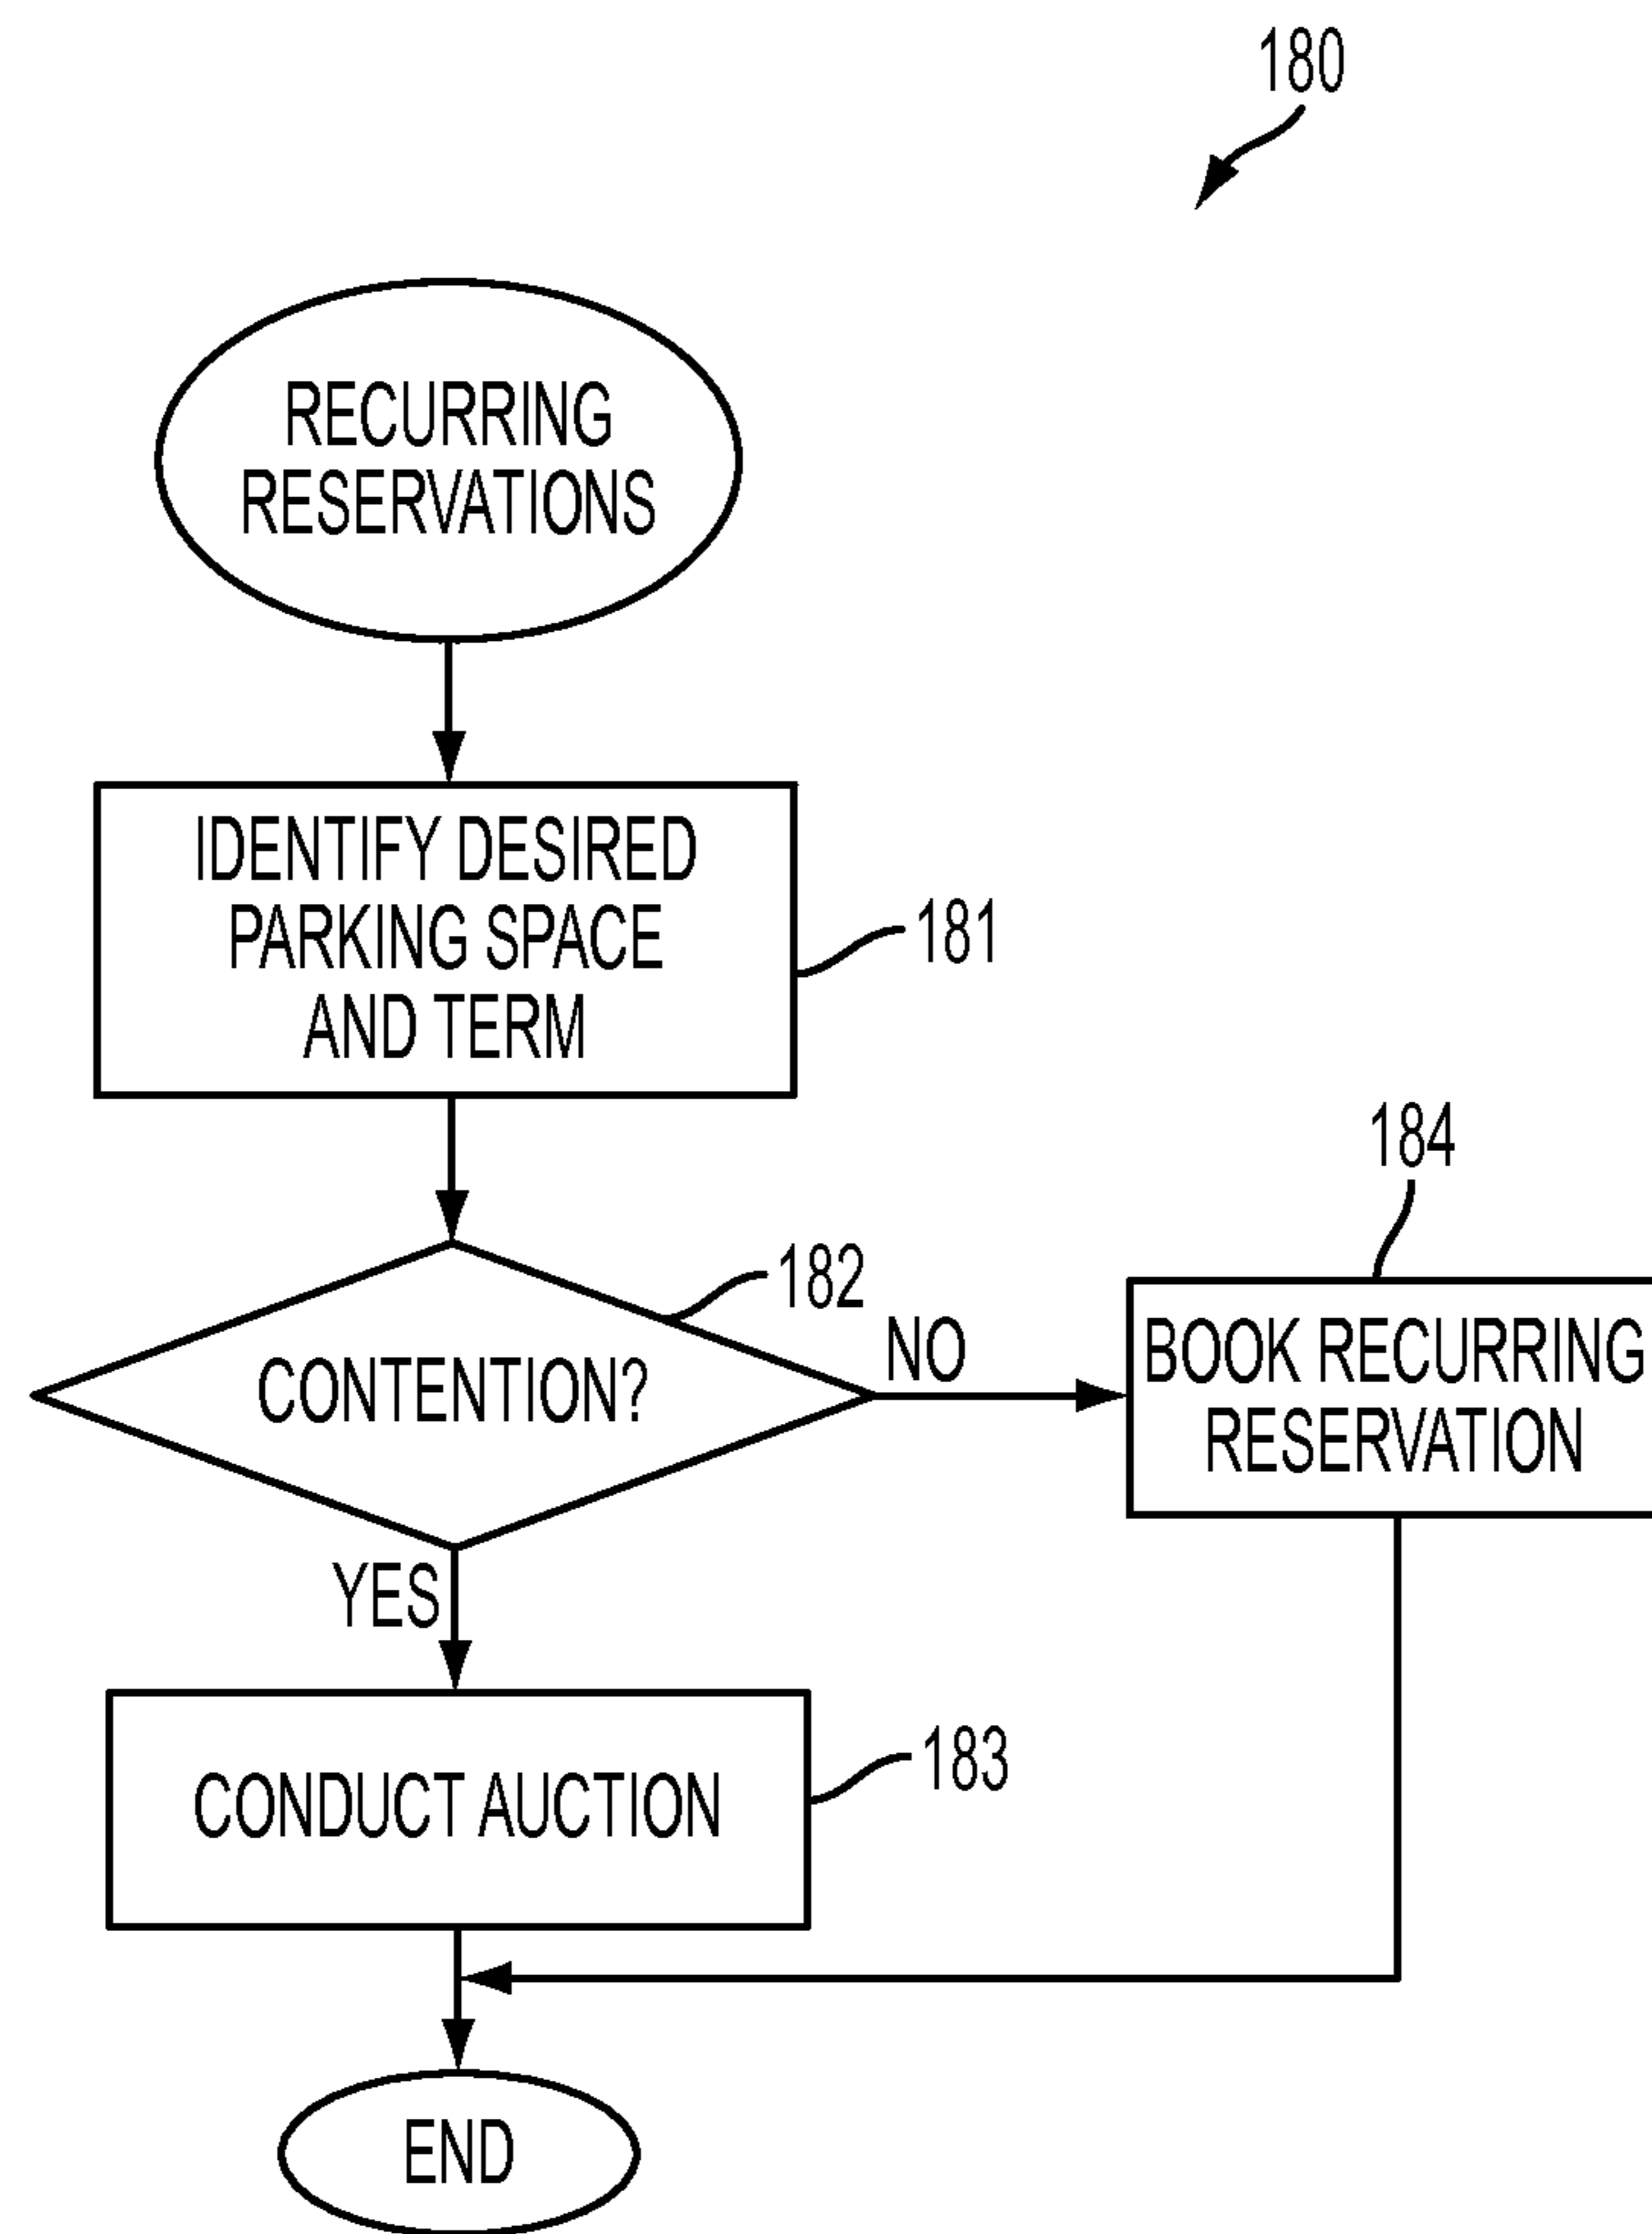 180
RECURRING
RESERVATIONS
IDENTIFY DESIRED
PARKING SPACE
AND TERM
181
184
182
CONTENTION?
NO
BOOK RECURRING
RESERVATION
YES
CONDUCT AUCTION
183
END